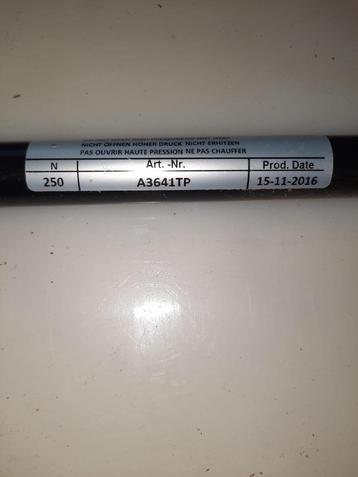 NICHT ÖFFNEN HOHER DRUCK NICHT ERHITZEN
PAS OUVRIR HAUTE PRESSION NE PAS CHAUFFER
N Art. -Nr. Prod. Date
250 A3641TP 15-11-2016